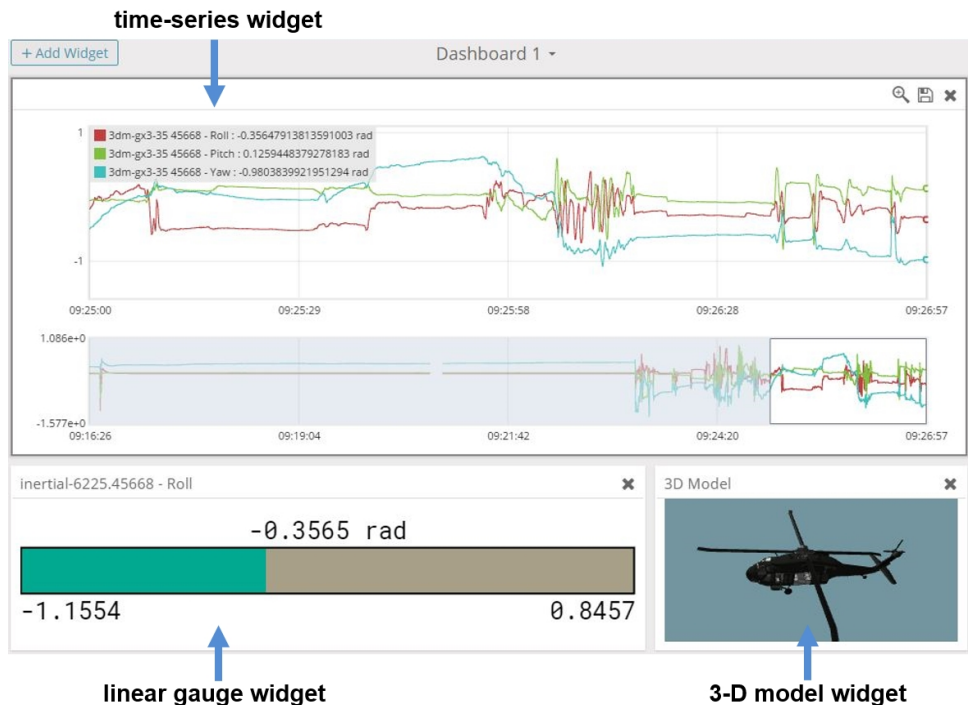 time-series widget
+ Add Widget
Dashboard 1
3dm-gx3-35 45668 - Roll : -0.35647913813591003 rad
3dm-gx3-35 45668 - Pitch : 0.1259448379278183 rad
3dm-gx3-35 45668 - Yaw : -0.9803839921951294 rad
1
-1
09:25:00 09:25:29 09:25:58 09:26:28 09:26:57
1.086e+0
-1.577e+0
09:16:26 09:19:04 09:21:42 09:24:20 09:26:57
inertial-6225.45668 - Roll
3D Model
-0.3565 rad
-1.1554 0.8457
linear gauge widget
3-D model widget